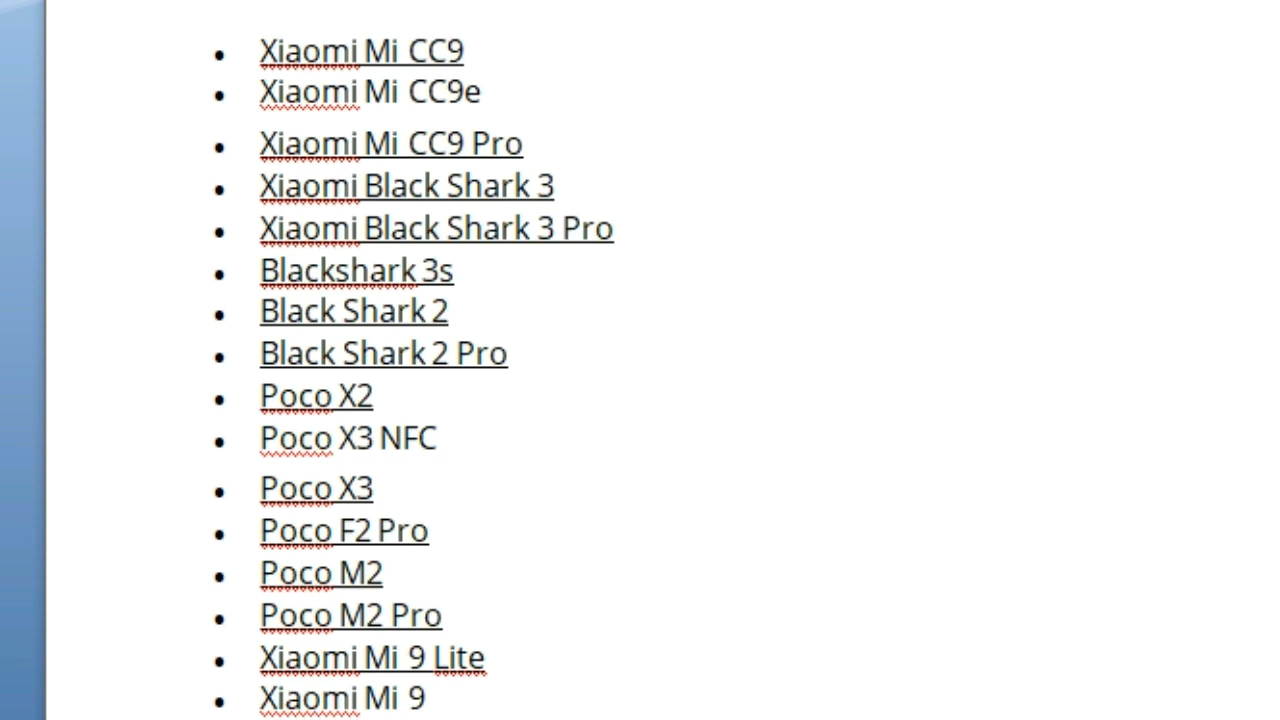 • Xiaomi Mi CC9
• Xiaomi Mi CC9e
• Xiaomi Mi CC9 Pro
• Xiaomi Black Shark 3
• Xiaomi Black Shark 3 Pro
• Blackshark 3s
• Black Shark 2
• Black Shark 2 Pro
• Poco X2
• Poco X3 NFC
• Poco X3
• Poco F2 Pro
• Poco M2
• Poco M2 Pro
• Xiaomi Mi 9 Lite
• Xiaomi Mi 9